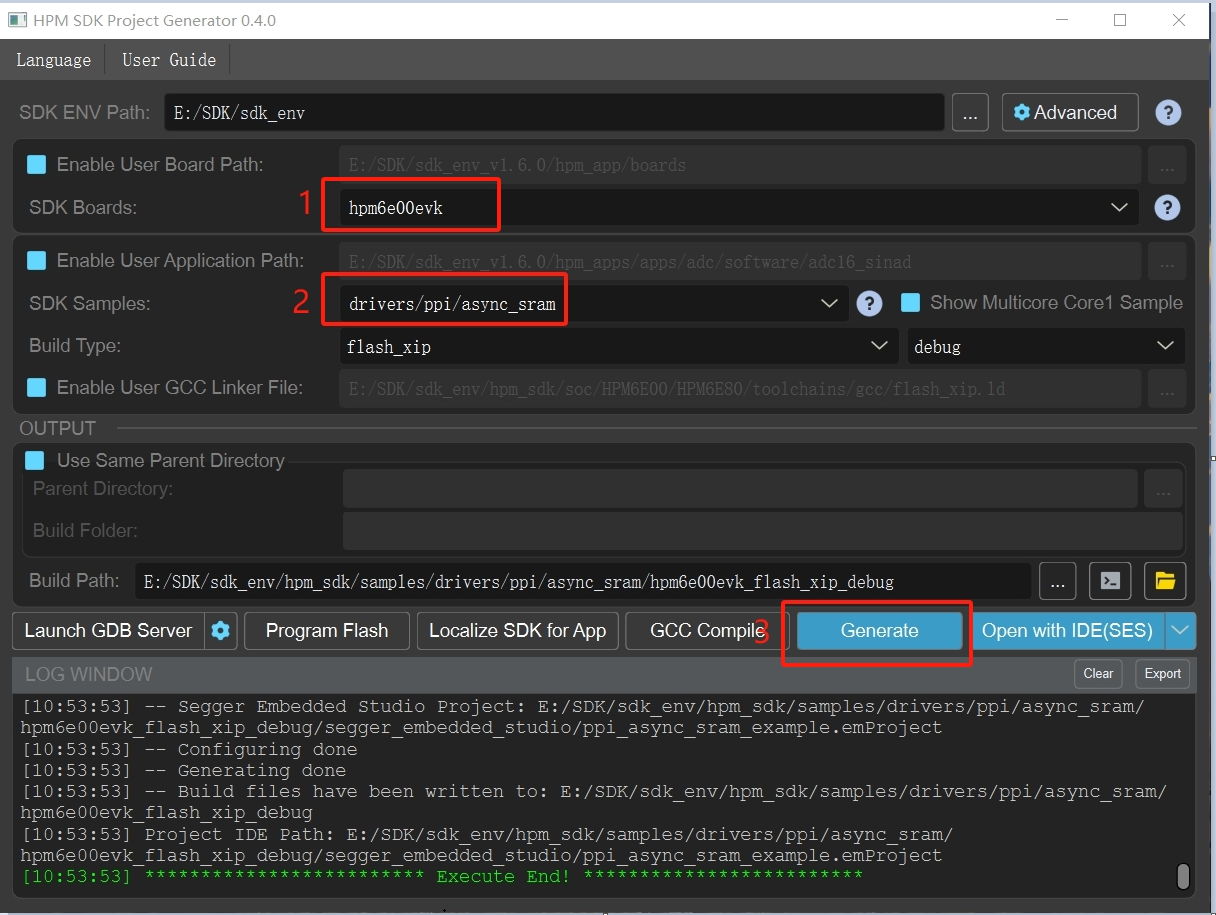 HPM SDK Project Generator 0.4.0
Language User Guide
SDK ENV Path: E:/SDK/sdk_env ... Advanced ?
Enable User Board Path: E:/SDK/sdk_env_v1.6.0/hpm_app/boards ...
1 SDK Boards: hpm6e00evk ?
Enable User Application Path: E:/SDK/sdk_env_v1.6.0/hpm_apps/apps/adc/software/adc16_sinad ...
2 SDK Samples: drivers/ppi/async_sram ? Show Multicore Core1 Sample
Build Type: flash_xip debug
Enable User GCC Linker File: E:/SDK/sdk_env/hpm_sdk/soc/HPM6E00/HPM6E80/toolchains/gcc/flash_xip.ld ...
OUTPUT
Use Same Parent Directory
Parent Directory: ...
Build Folder:
Build Path: E:/SDK/sdk_env/hpm_sdk/samples/drivers/ppi/async_sram/hpm6e00evk_flash_xip_debug ...
Launch GDB Server Program Flash Localize SDK for App GCC Compile 3 Generate Open with IDE(SES)
LOG WINDOW Clear Export
[10:53:53] -- Segger Embedded Studio Project: E:/SDK/sdk_env/hpm_sdk/samples/drivers/ppi/async_sram/
hpm6e00evk_flash_xip_debug/segger_embedded_studio/ppi_async_sram_example.emProject
[10:53:53] -- Configuring done
[10:53:53] -- Generating done
[10:53:53] -- Build files have been written to: E:/SDK/sdk_env/hpm_sdk/samples/drivers/ppi/async_sram/
hpm6e00evk_flash_xip_debug
[10:53:53] Project IDE Path: E:/SDK/sdk_env/hpm_sdk/samples/drivers/ppi/async_sram/
hpm6e00evk_flash_xip_debug/segger_embedded_studio/ppi_async_sram_example.emProject
[10:53:53] ************************* Execute End! *************************